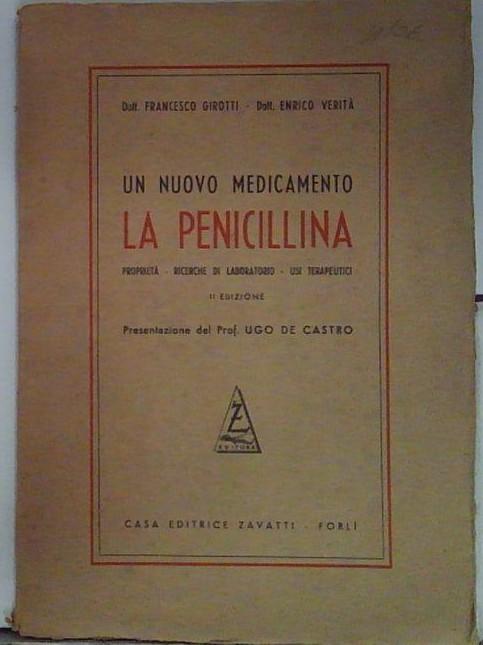 Dott. FRANCESCO GIROTTI - Dott. ENRICO VERITÀ
UN NUOVO MEDICAMENTO
LA PENICILLINA
PROPRIETÀ - RICERCHE DI LABORATORIO - USI TERAPEUTICI
II EDIZIONE
Presentazione del Prof. UGO DE CASTRO
Z
EDITORE
CASA EDITRICE ZAVATTI - FORLÌ